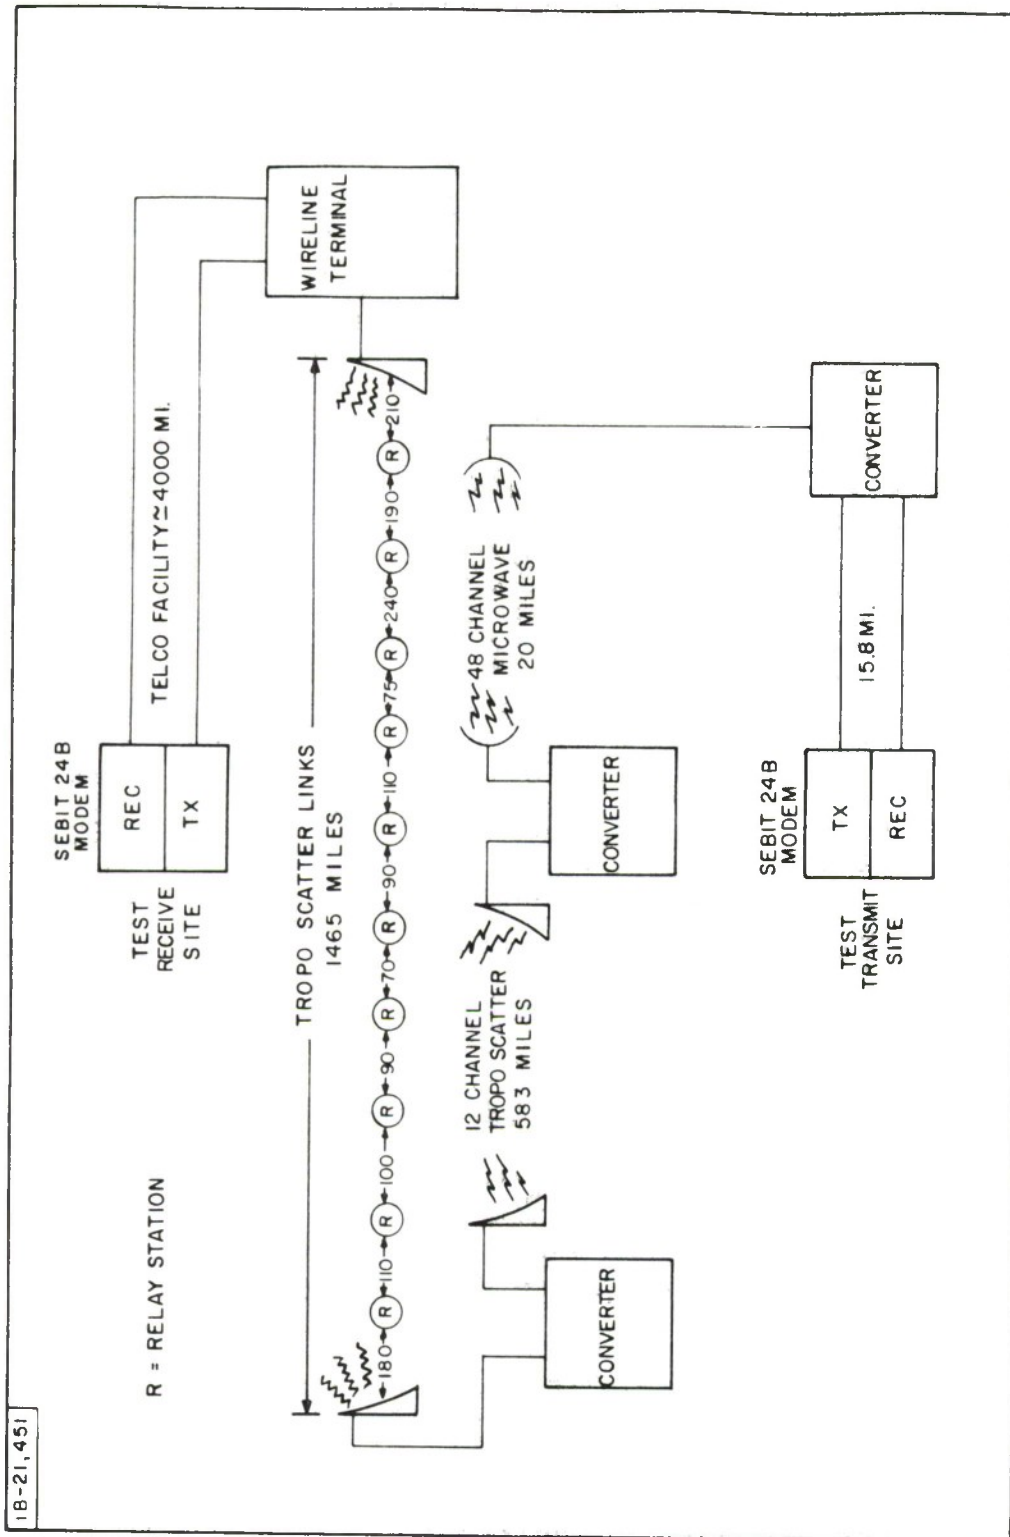 1B-21,451
R = RELAY STATION
TEST
RECEIVE
SITE
SEBIT 24B
MODEM
REC
TX
TELCO FACILITY≃4000 MI.
WIRELINE
TERMINAL
TROPO SCATTER LINKS
1465 MILES
180 R 110 R 100 R 90 R 70 R 90 R 110 R 75 R 240 R 190 R 210
12 CHANNEL
TROPO SCATTER
583 MILES
48 CHANNEL
MICROWAVE
20 MILES
CONVERTER
CONVERTER
TEST
TRANSMIT
SITE
SEBIT 24B
MODEM
TX
REC
15.8 MI.
CONVERTER